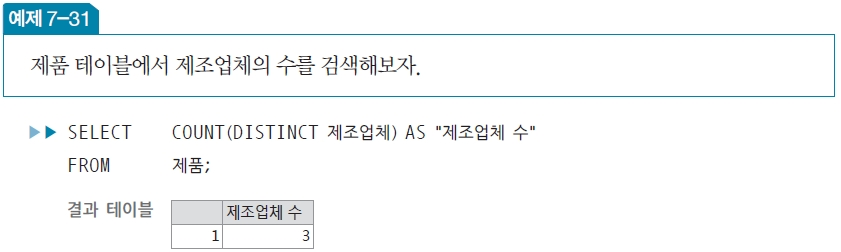 예제 7-31
제품 테이블에서 제조업체의 수를 검색해보자.
▶▶ SELECT COUNT(DISTINCT 제조업체) AS "제조업체 수"
FROM 제품;
결과 테이블
제조업체 수
1 3